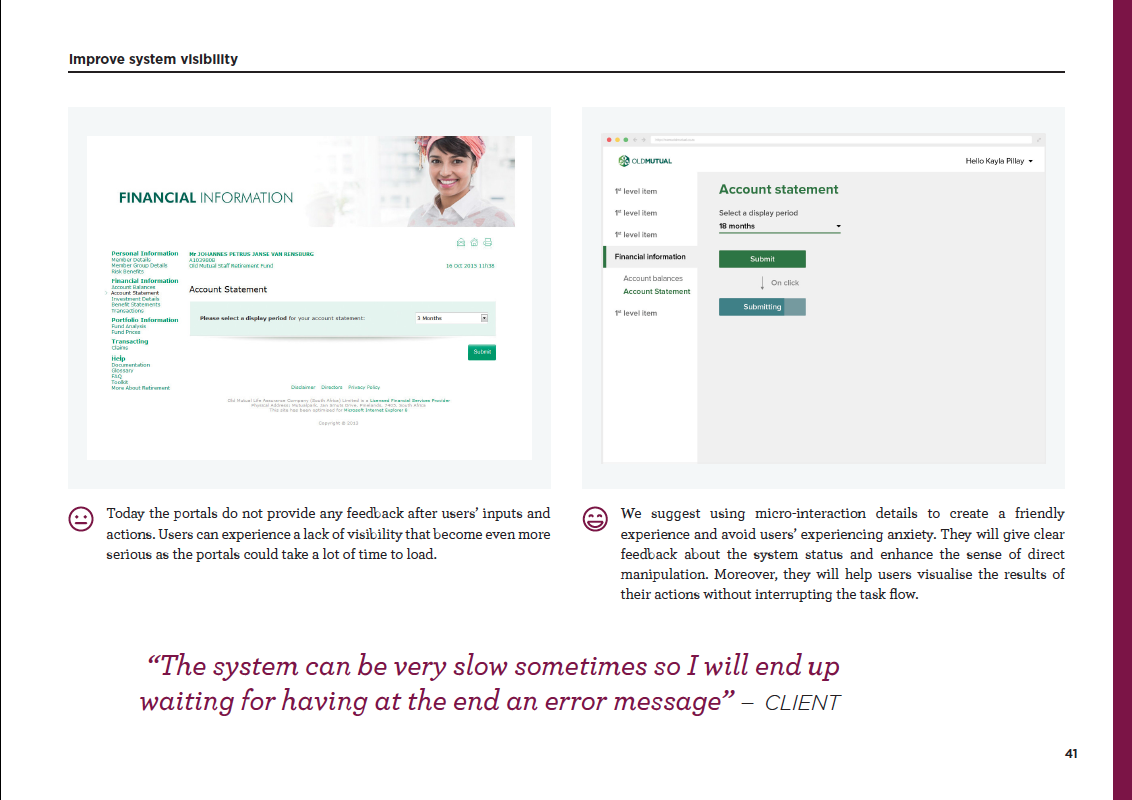 Improve system visibility
FINANCIAL INFORMATION
Personal Information
Member Details
Member Group Details
Risk Benefits
Financial Information
Account Balances
Account Statement
Investment Details
Benefit Statements
Transactions
Portfolio Information
Fund Analysis
Fund Prices
Transacting
Claims
Help
Documentation
Glossary
FAQ
Toolkit
More About Retirement
Mr JOHANNES PETRUS JANSE VAN RENSBURG
Old Mutual Staff Retirement Fund
16 Oct 2015 11h38
Account Statement
Please select a display period for your account statement:
3 Months
Submit
Disclaimer Directors Privacy Policy
Old Mutual Life Assurance Company (South Africa) Limited is a Licensed Financial Services Provider
Physical Address: Mutualpark, Jan Smuts Drive, Pinelands, 7405, South Africa
This site has been optimised for Microsoft Internet Explorer 8
Copyright © 2013
OLDMUTUAL
Hello Kayla Pillay
1st level item
1st level item
1st level item
Financial information
Account balances
Account Statement
1st level item
Account statement
Select a display period
18 months
Submit
On click
Submitting
Today the portals do not provide any feedback after users’ inputs and
actions. Users can experience a lack of visibility that become even more
serious as the portals could take a lot of time to load.
We suggest using micro-interaction details to create a friendly
experience and avoid users’ experiencing anxiety. They will give clear
feedback about the system status and enhance the sense of direct
manipulation. Moreover, they will help users visualise the results of
their actions without interrupting the task flow.
“The system can be very slow sometimes so I will end up
waiting for having at the end an error message” – CLIENT
41